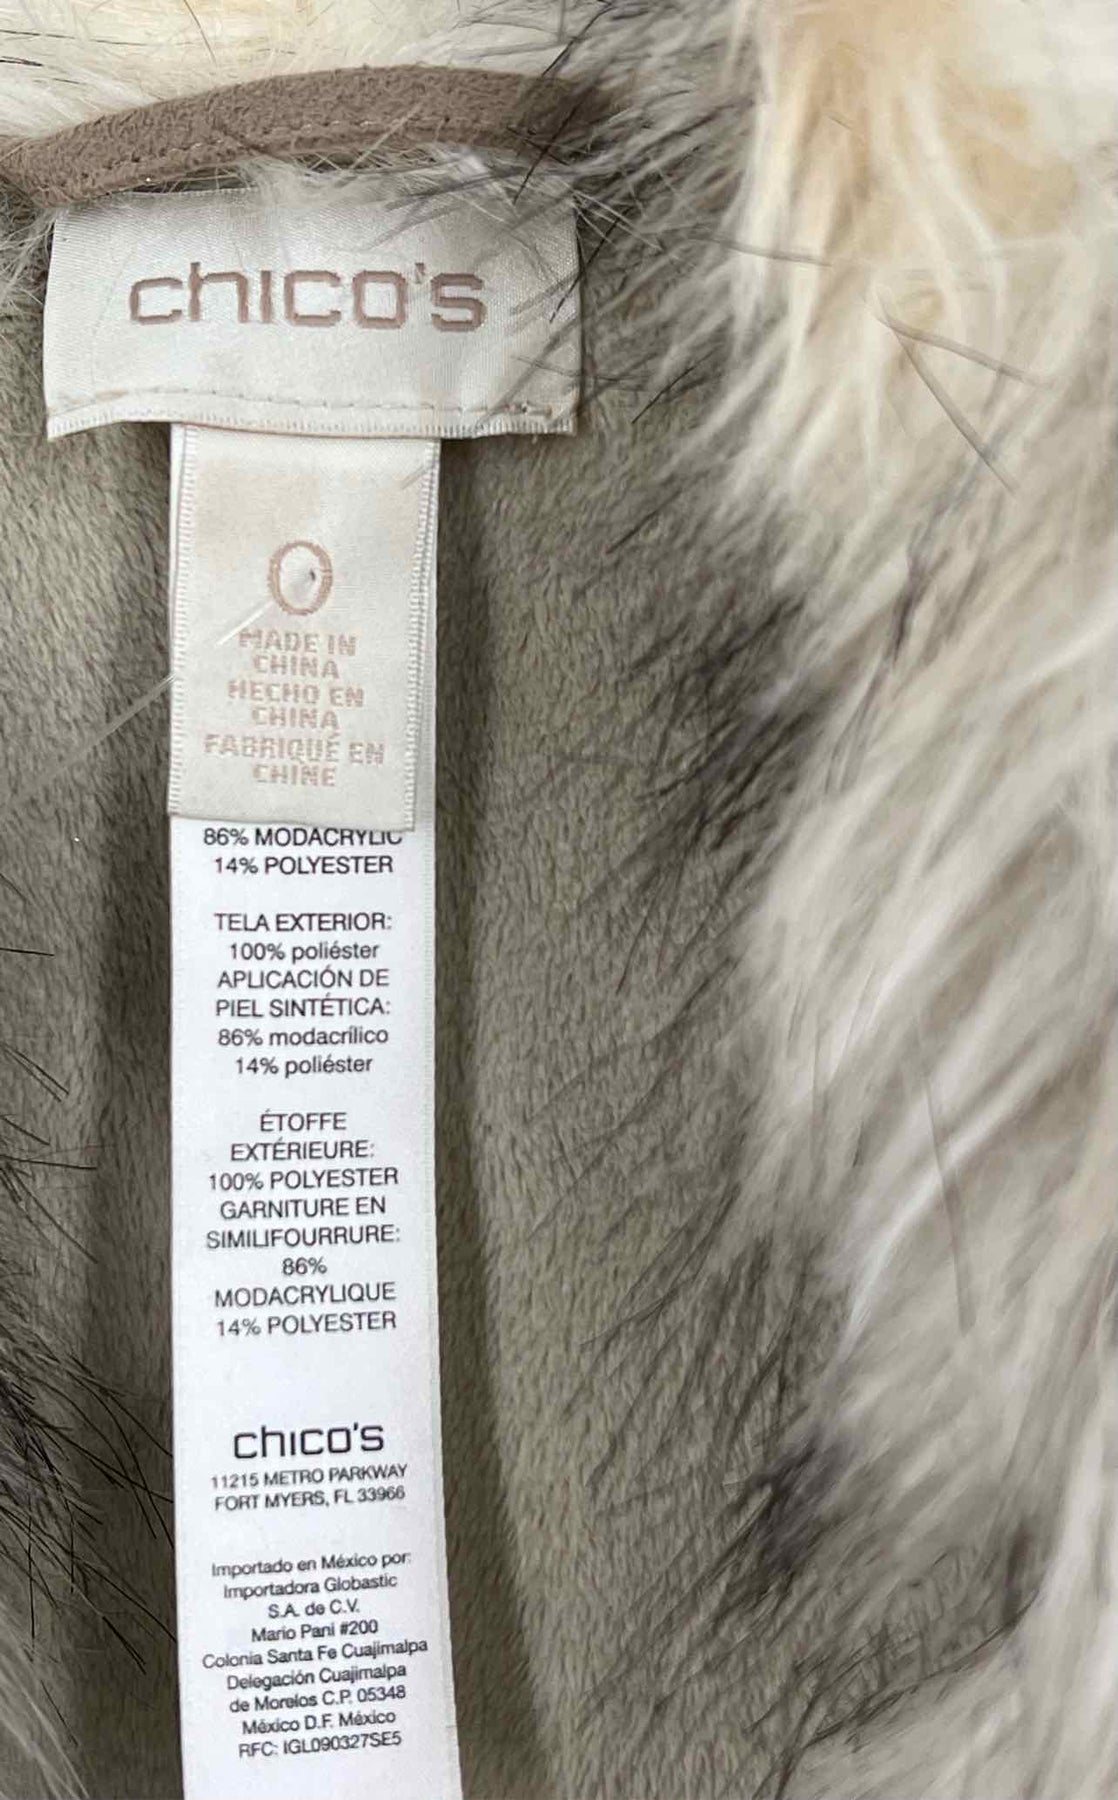 chico's
0
MADE IN
CHINA
HECHO EN
CHINA
FABRIQUÉ EN
CHINE
86% MODACRYLIC
14% POLYESTER
TELA EXTERIOR:
100% poliéster
APLICACIÓN DE
PIEL SINTÉTICA:
86% modacrílico
14% poliéster
ÉTOFFE
EXTÉRIEURE:
100% POLYESTER
GARNITURE EN
SIMILIFOURRURE:
86%
MODACRYLIQUE
14% POLYESTER
chico's
11215 METRO PARKWAY
FORT MYERS, FL 33966
Importado en México por:
Importadora Globastic
S.A. de C.V.
Mario Pani #200
Colonia Santa Fe Cuajimalpa
Delegación Cuajimalpa
de Morelos C.P. 05348
México D.F. México
RFC: IGL090327SE5